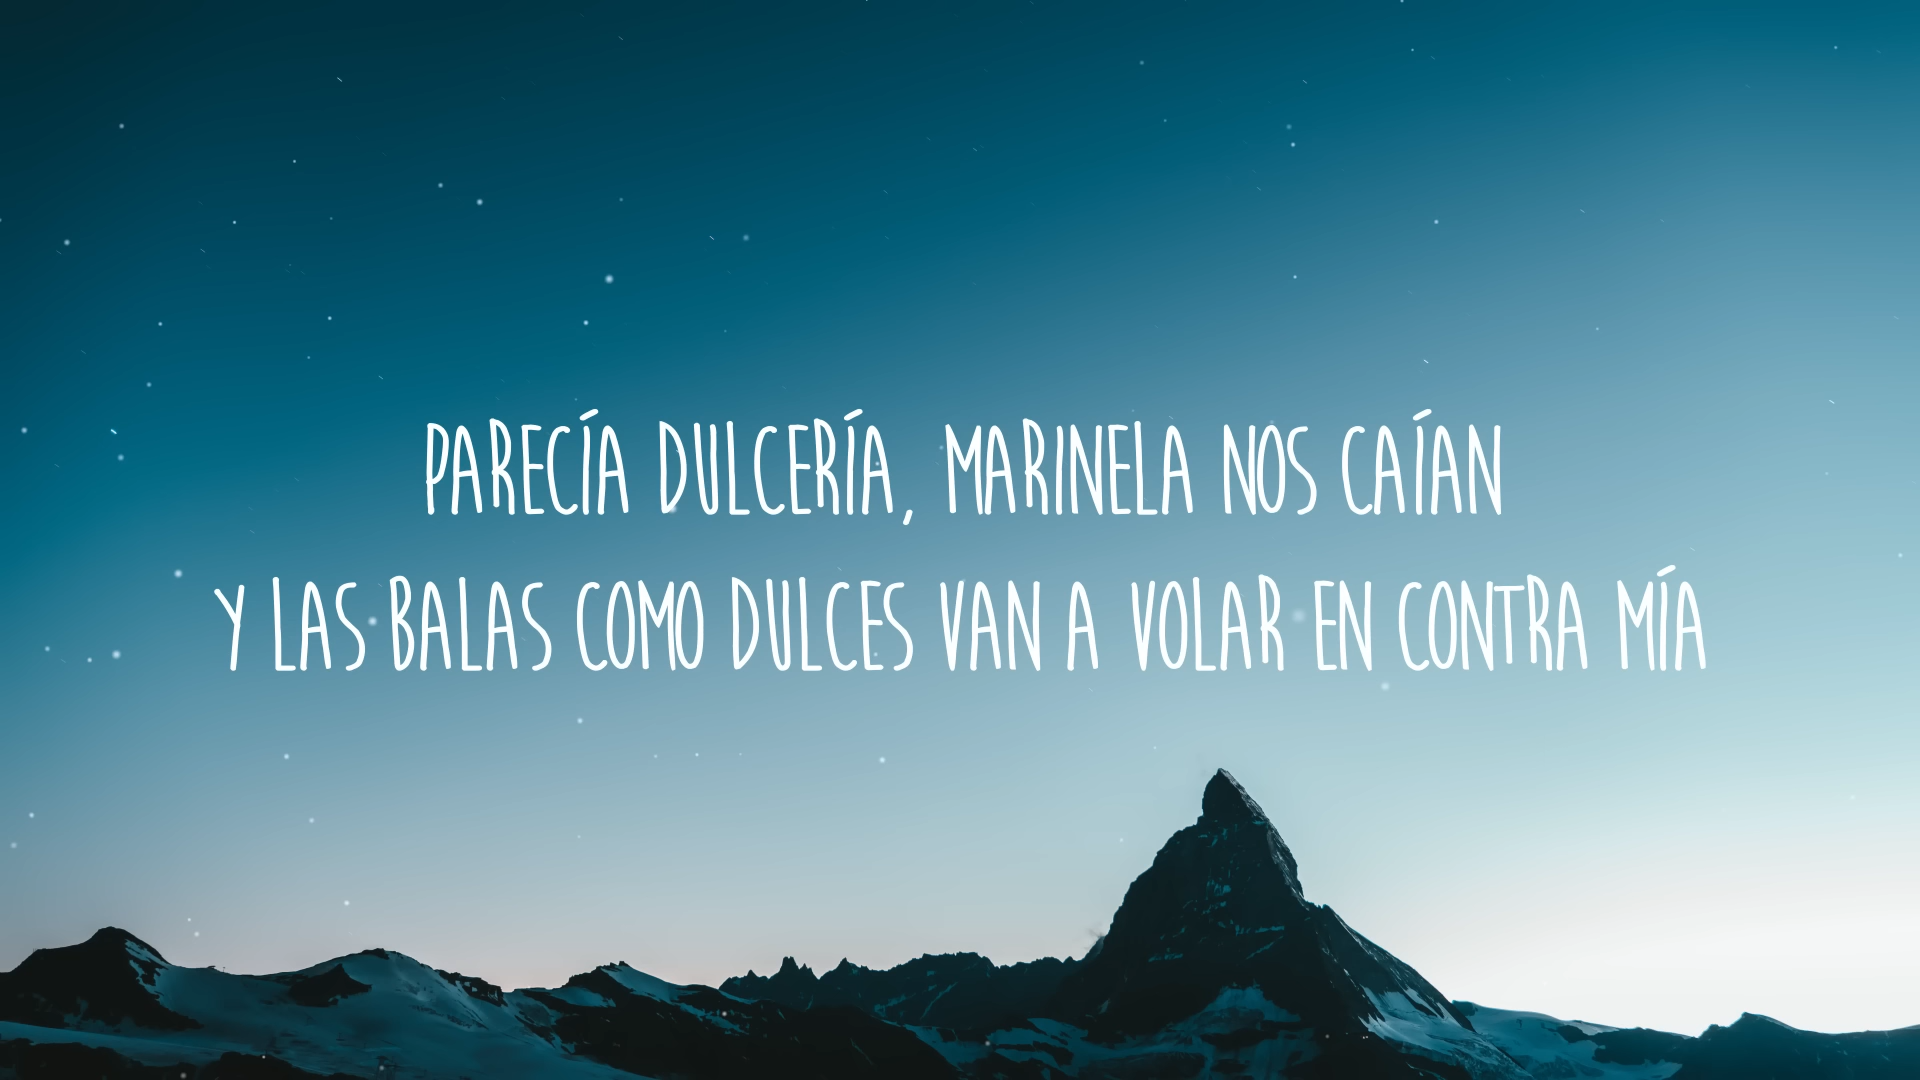 PARECÍA DULCERÍA, MARINELA NOS CAÍAN
Y LAS BALAS COMO DULCES VAN A VOLAR EN CONTRA MÍA